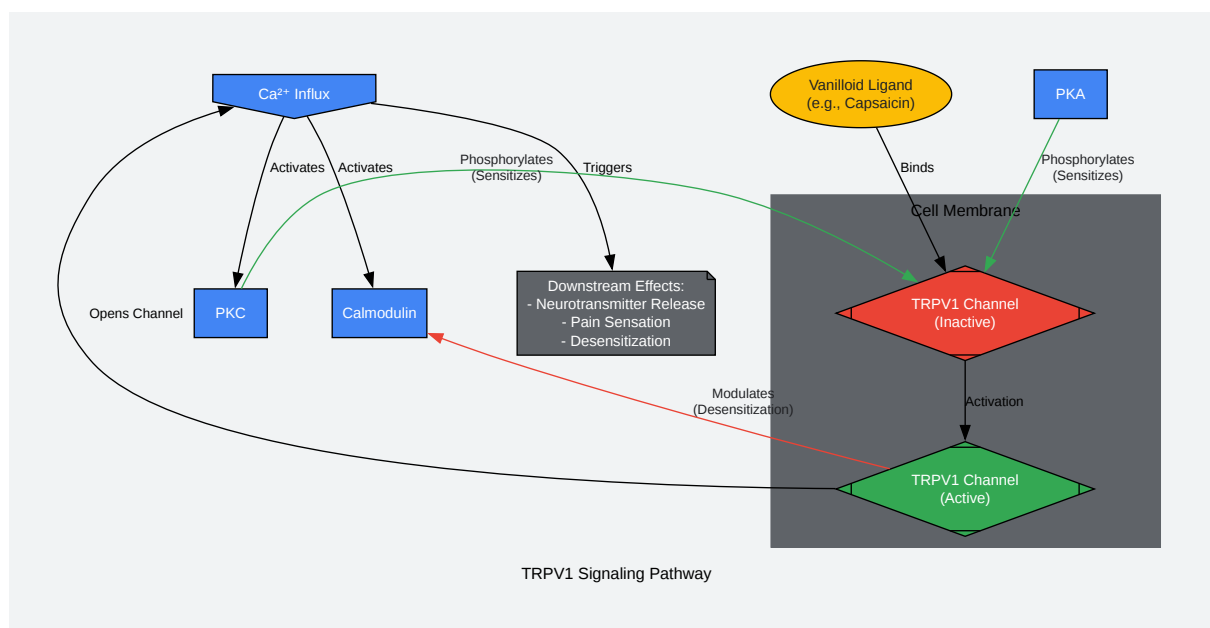 Ca²⁺ Influx
Vanilloid Ligand
(e.g., Capsaicin)
PKA
Activates
Activates
Phosphorylates
(Sensitizes)
Triggers
Binds
Phosphorylates
(Sensitizes)
Cell Membrane
Opens Channel
PKC
Calmodulin
Downstream Effects:
- Neurotransmitter Release
- Pain Sensation
- Desensitization
TRPV1 Channel
(Inactive)
Modulates
(Desensitization)
Activation
TRPV1 Channel
(Active)
TRPV1 Signaling Pathway